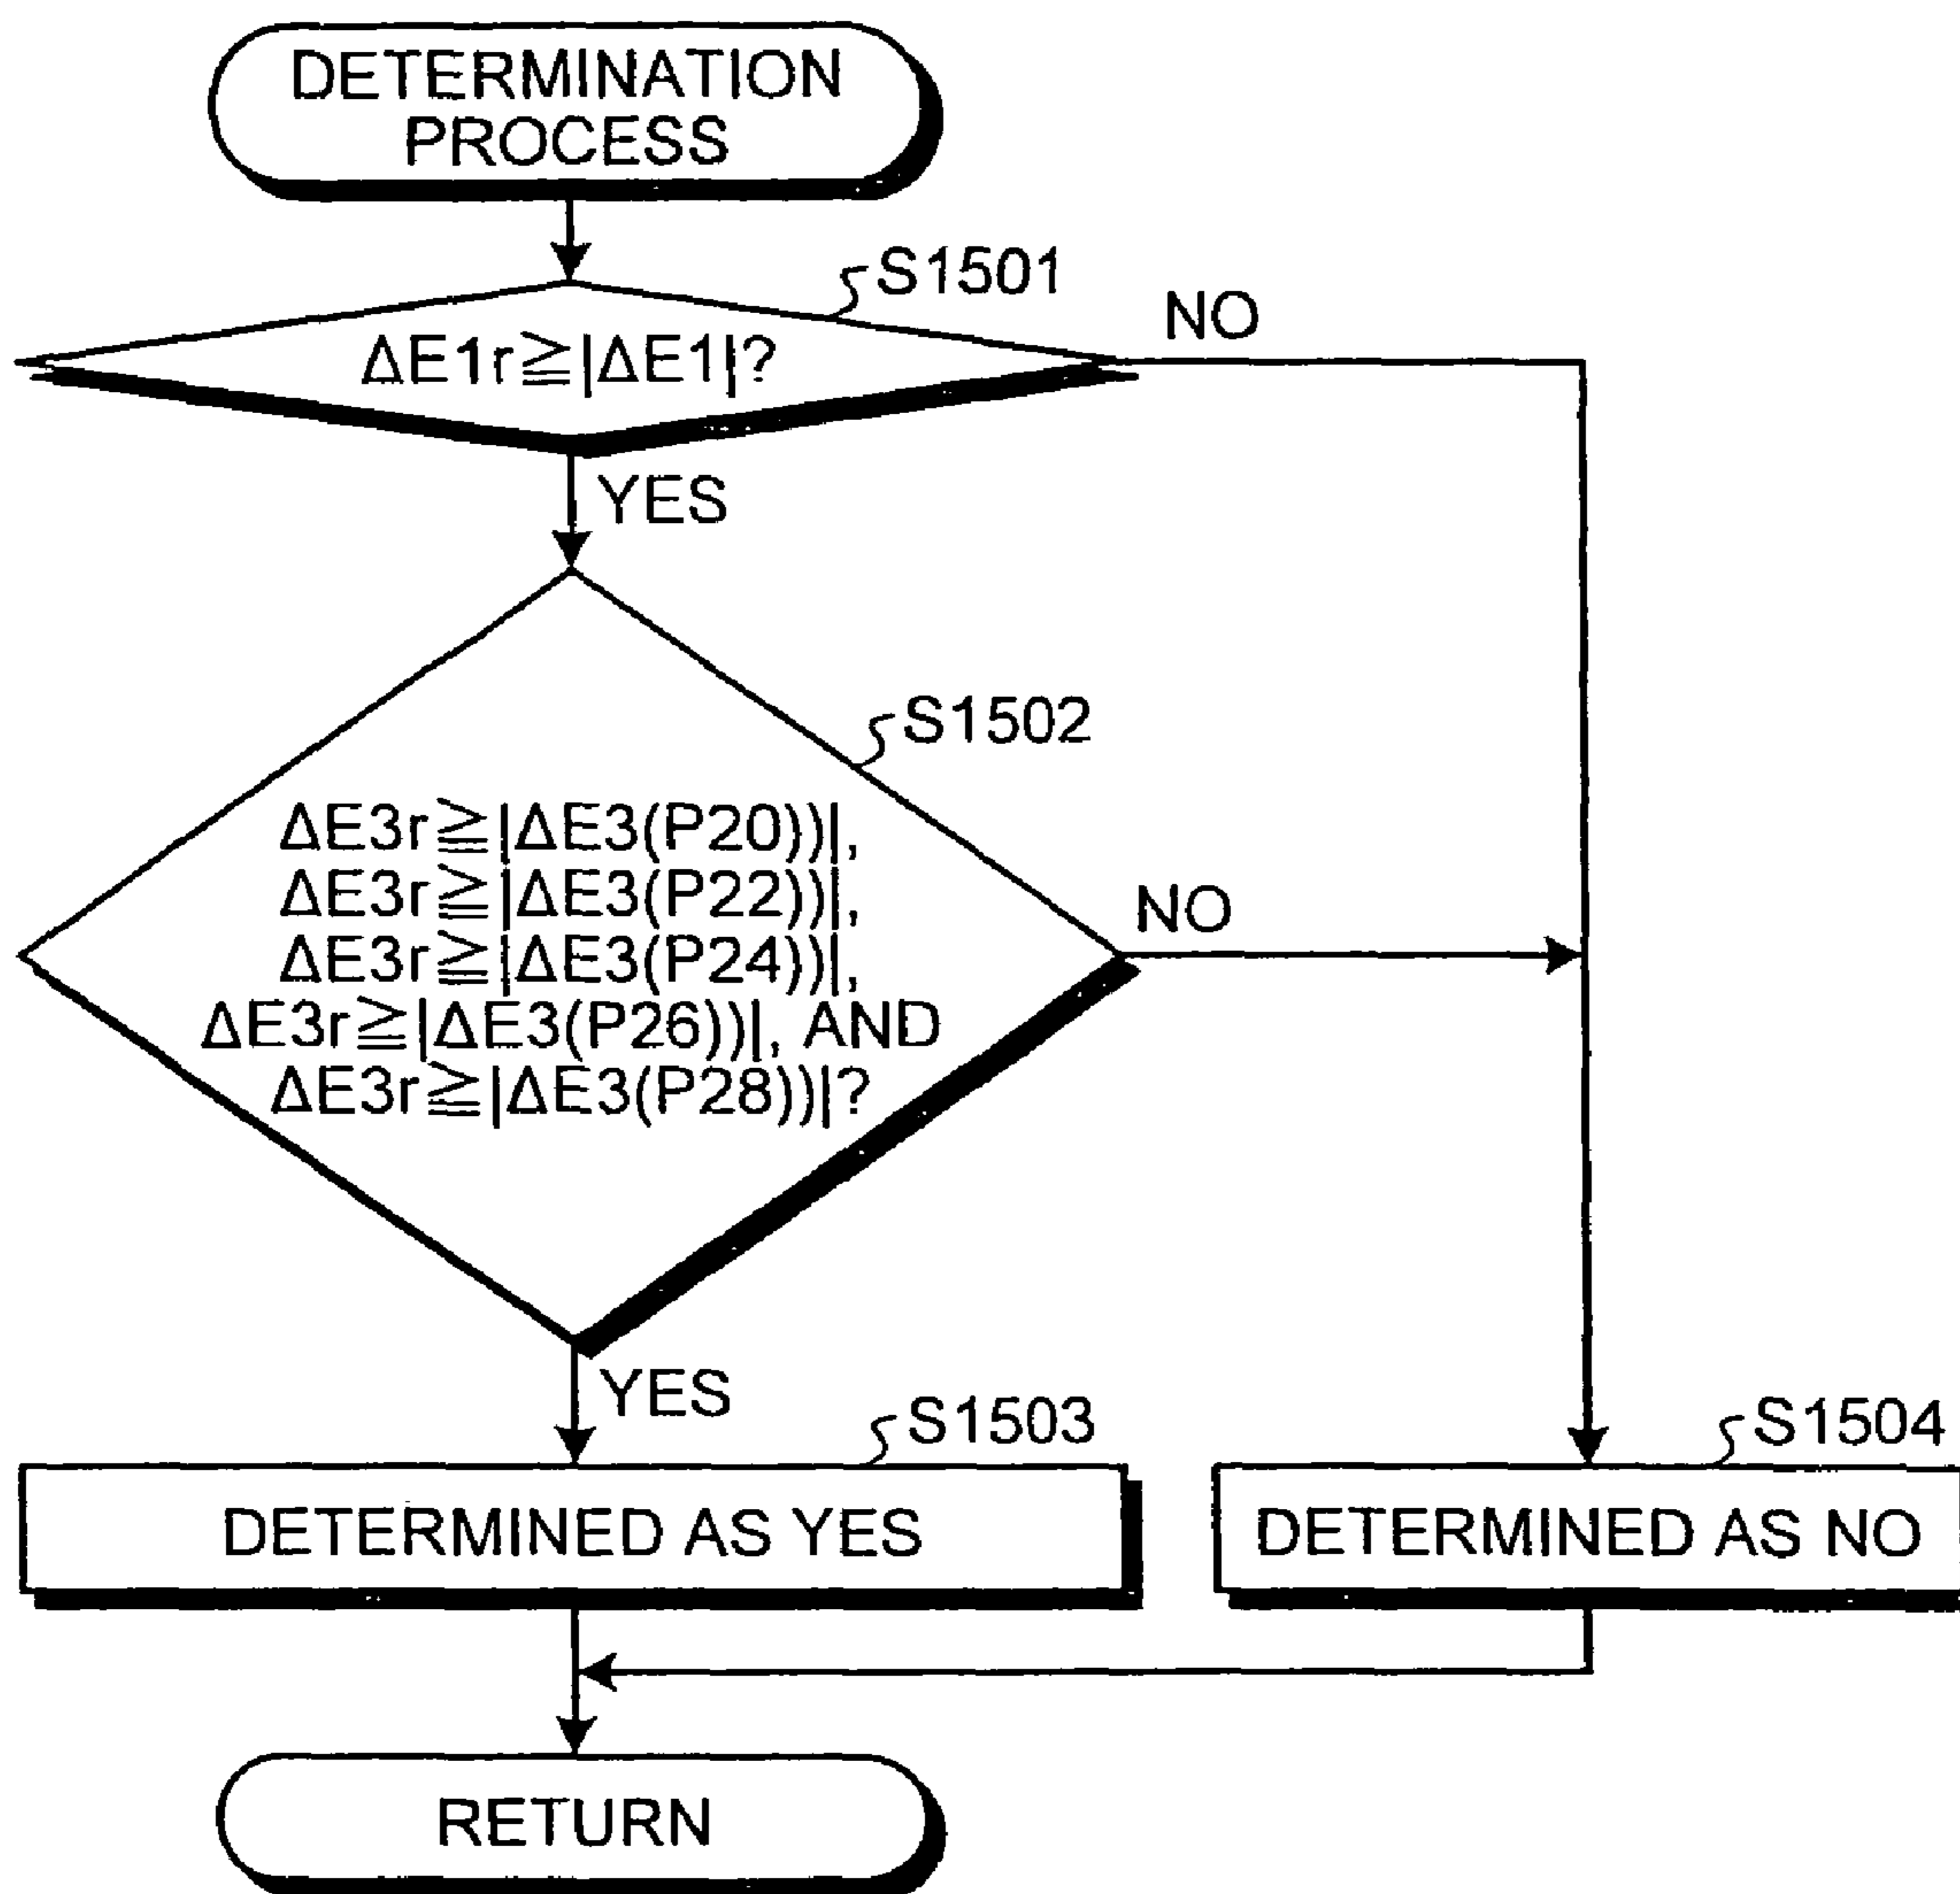 DETERMINATION
PROCESS
S1501
NO
ΔE1r≧|ΔE1|?
YES
S1502
ΔE3r≧|ΔE3(P20))|,
ΔE3r≧|ΔE3(P22))|,
ΔE3r≧|ΔE3(P24))|,
ΔE3r≧|ΔE3(P26))|, AND
ΔE3r≧|ΔE3(P28))|?
NO
YES
S1503
S1504
DETERMINED AS YES
DETERMINED AS NO
RETURN